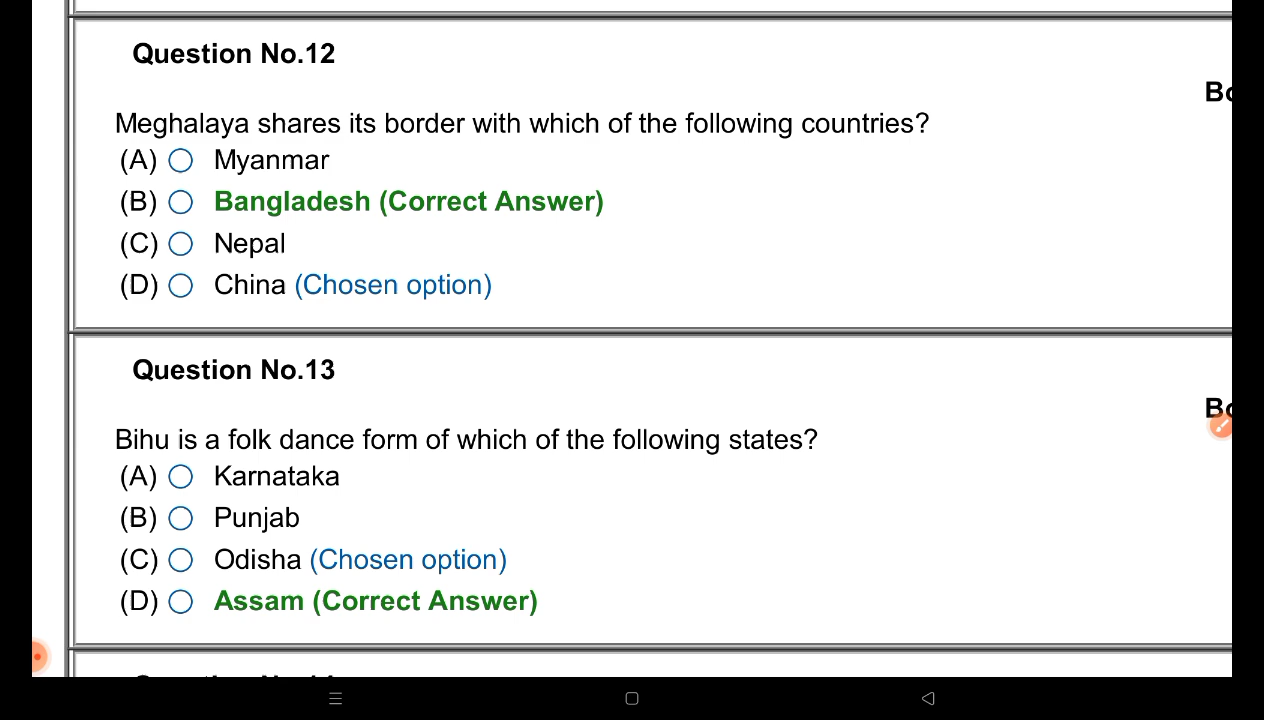 Question No.12
Meghalaya shares its border with which of the following countries?
(A) Myanmar
(B) Bangladesh (Correct Answer)
(C) Nepal
(D) China (Chosen option)
Question No.13
Bihu is a folk dance form of which of the following states?
(A) Karnataka
(B) Punjab
(C) Odisha (Chosen option)
(D) Assam (Correct Answer)